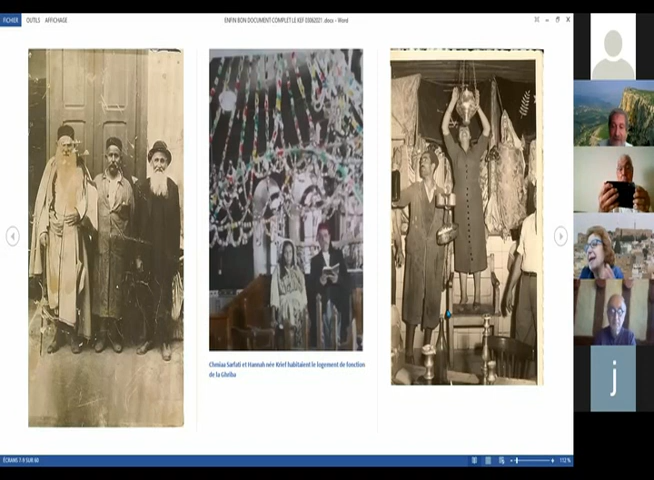 FICHIER OUTILS AFFICHAGE
ENFIN BON DOCUMENT COMPLET LE KEF 03062021 .docx - Word
Chmiaa Sarfati et Hannah née Krief habitaient le logement de fonction
de la Ghriba
j
ÉCRANS 7-9 SUR 60
112 %